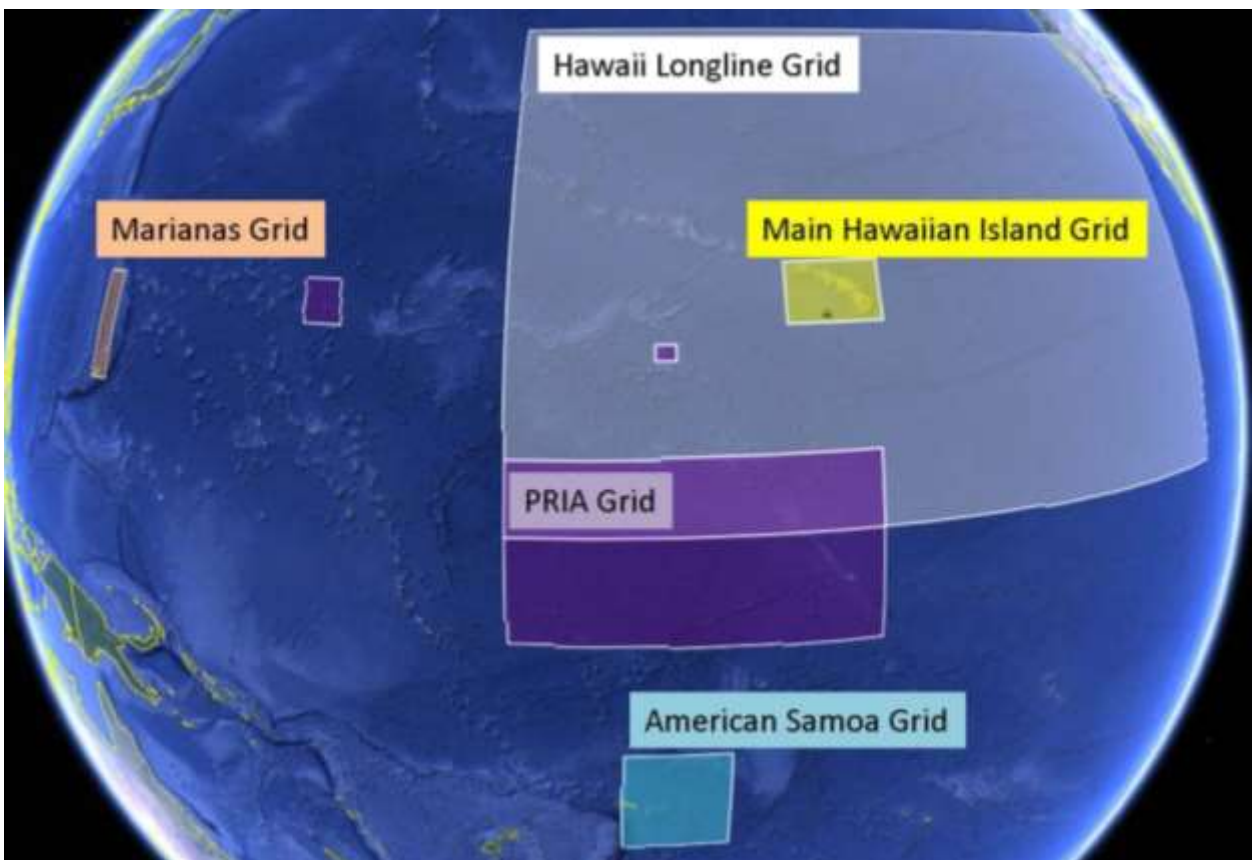 Hawaii Longline Grid
Marianas Grid
Main Hawaiian Island Grid
PRIA Grid
American Samoa Grid